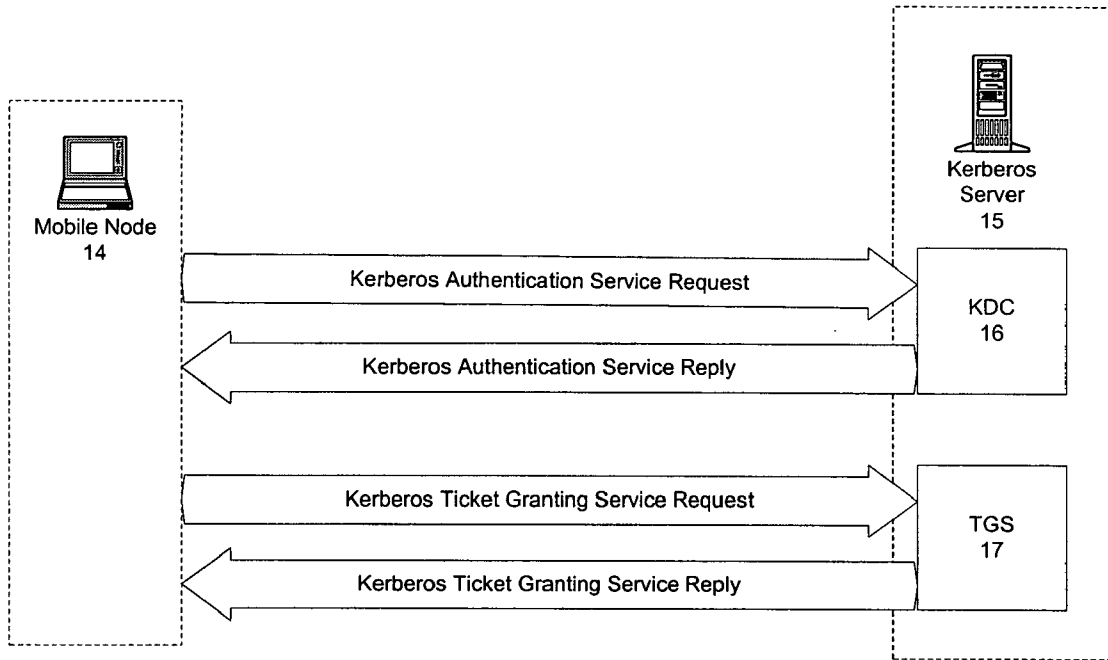 Kerberos
Server
15
Mobile Node
14
Kerberos Authentication Service Request
KDC
16
Kerberos Authentication Service Reply
Kerberos Ticket Granting Service Request
TGS
17
Kerberos Ticket Granting Service Reply